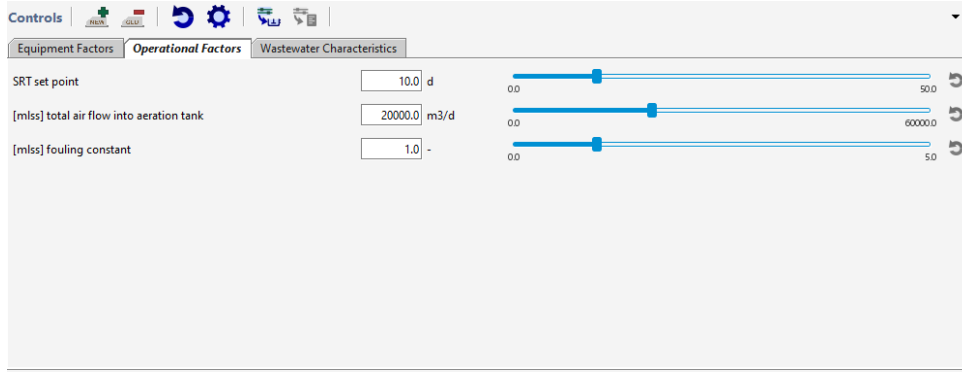 Controls NEW
Equipment Factors Operational Factors Wastewater Characteristics
SRT set point 10.0 d 0.0 50.0
[mlss] total air flow into aeration tank 20000.0 m3/d 0.0 60000.0
[mlss] fouling constant 1.0 - 0.0 5.0